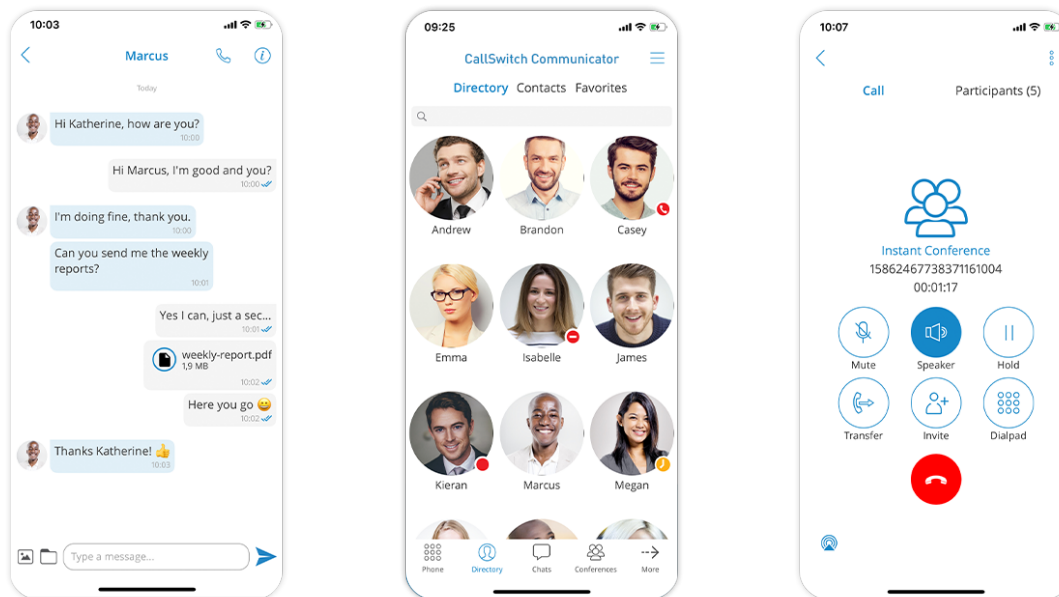 10:03
Marcus
Today
Hi Katherine, how are you?
10:00
Hi Marcus, I'm good and you?
10:00
I'm doing fine, thank you.
10:00
Can you send me the weekly
reports?
10:01
Yes I can, just a sec...
10:01
weekly-report.pdf
1,9 MB
10:02
Here you go
10:02
Thanks Katherine!
10:03
Type a message...
09:25
CallSwitch Communicator
Directory Contacts Favorites
Andrew Brandon Casey
Emma Isabelle James
Kieran Marcus Megan
Phone Directory Chats Conferences More
10:07
Call Participants (5)
Instant Conference
15862467738371161004
00:01:17
Mute Speaker Hold
Transfer Invite Dialpad